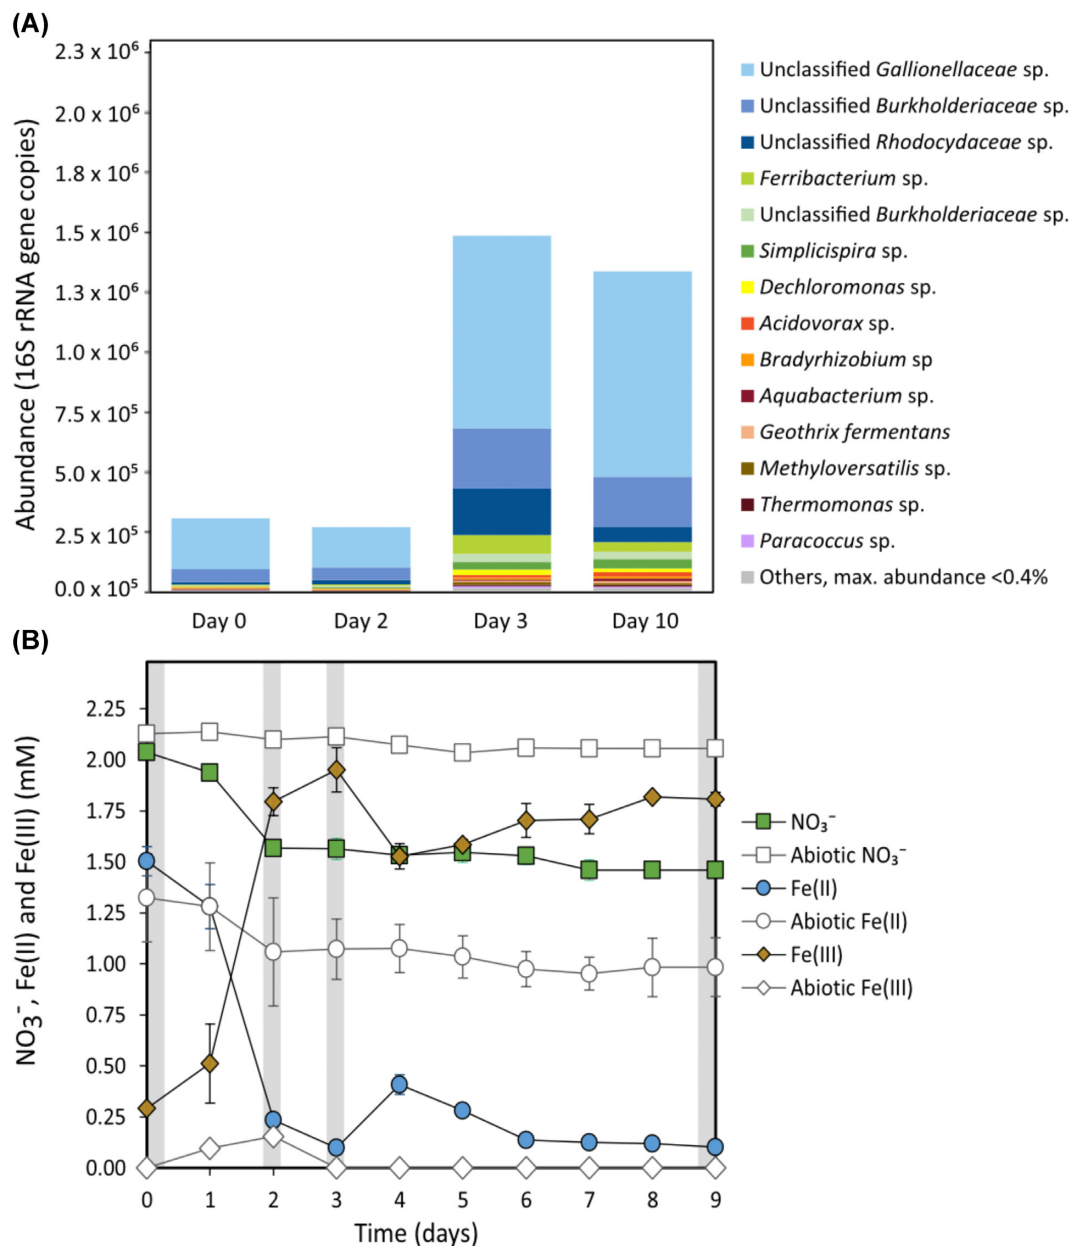 (A)
Abundance (16S rRNA gene copies)
2.3 x 10⁶
2.0 x 10⁶
1.8 x 10⁶
1.5 x 10⁶
1.3 x 10⁶
1.0 x 10⁶
7.5 x 10⁵
5.0 x 10⁵
2.5 x 10⁵
0.0 x 10⁵
Day 0 Day 2 Day 3 Day 10
Unclassified Gallionellaceae sp.
Unclassified Burkholderiaceae sp.
Unclassified Rhodocydaceae sp.
Ferribacterium sp.
Unclassified Burkholderiaceae sp.
Simplicispira sp.
Dechloromonas sp.
Acidovorax sp.
Bradyrhizobium sp
Aquabacterium sp.
Geothrix fermentans
Methyloversatilis sp.
Thermomonas sp.
Paracoccus sp.
Others, max. abundance <0.4%
(B)
NO₃⁻, Fe(II) and Fe(III) (mM)
2.25
2.00
1.75
1.50
1.25
1.00
0.75
0.50
0.25
0.00
0 1 2 3 4 5 6 7 8 9
Time (days)
NO₃⁻
Abiotic NO₃⁻
Fe(II)
Abiotic Fe(II)
Fe(III)
Abiotic Fe(III)